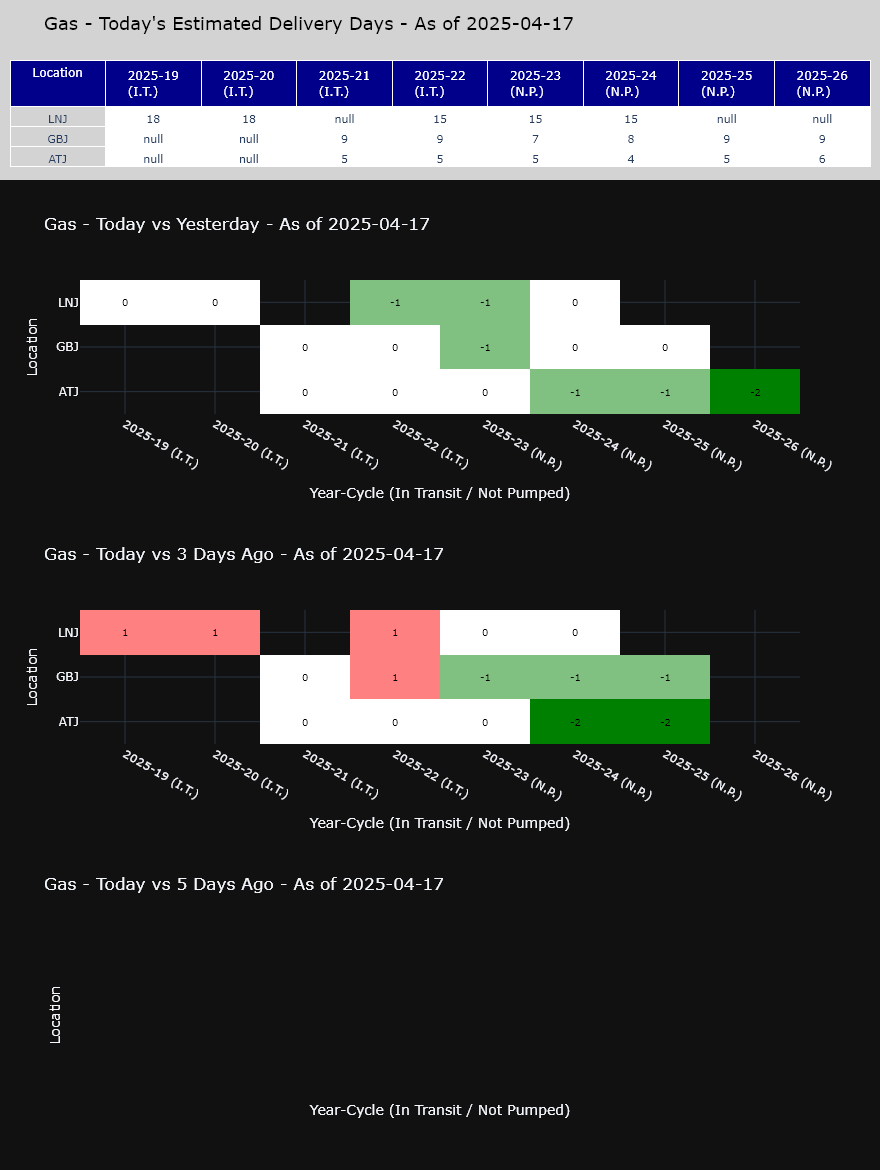 Gas - Today's Estimated Delivery Days - As of 2025-04-17
Location 2025-19 (I.T.) 2025-20 (I.T.) 2025-21 (I.T.) 2025-22 (I.T.) 2025-23 (N.P.) 2025-24 (N.P.) 2025-25 (N.P.) 2025-26 (N.P.)
LNJ 18 18 null 15 15 15 null null
GBJ null null 9 9 7 8 9 9
ATJ null null 5 5 5 4 5 6
Gas - Today vs Yesterday - As of 2025-04-17
Location
LNJ 0 0 -1 -1 0
GBJ 0 0 -1 0 0
ATJ 0 0 0 -1 -1 -2
2025-19 (I.T.) 2025-20 (I.T.) 2025-21 (I.T.) 2025-22 (I.T.) 2025-23 (N.P.) 2025-24 (N.P.) 2025-25 (N.P.) 2025-26 (N.P.)
Year-Cycle (In Transit / Not Pumped)
Gas - Today vs 3 Days Ago - As of 2025-04-17
Location
LNJ 1 1 1 0 0
GBJ 0 1 -1 -1 -1
ATJ 0 0 0 -2 -2
2025-19 (I.T.) 2025-20 (I.T.) 2025-21 (I.T.) 2025-22 (I.T.) 2025-23 (N.P.) 2025-24 (N.P.) 2025-25 (N.P.) 2025-26 (N.P.)
Year-Cycle (In Transit / Not Pumped)
Gas - Today vs 5 Days Ago - As of 2025-04-17
Location
Year-Cycle (In Transit / Not Pumped)